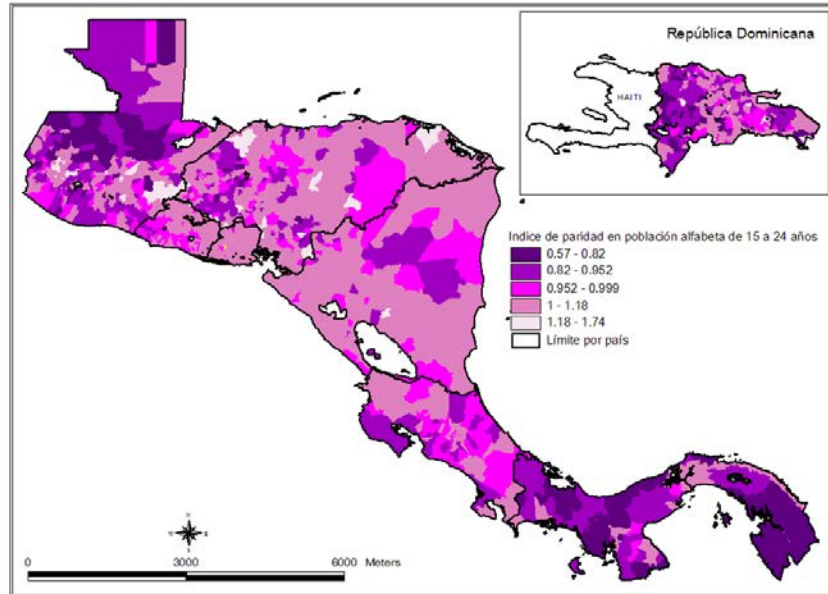 República Dominicana
HAITI
Indice de paridad en población alfabeta de 15 a 24 años
0.57 - 0.82
0.82 - 0.952
0.952 - 0.999
1 - 1.18
1.18 - 1.74
Límite por país
0 3000 6000 Meters